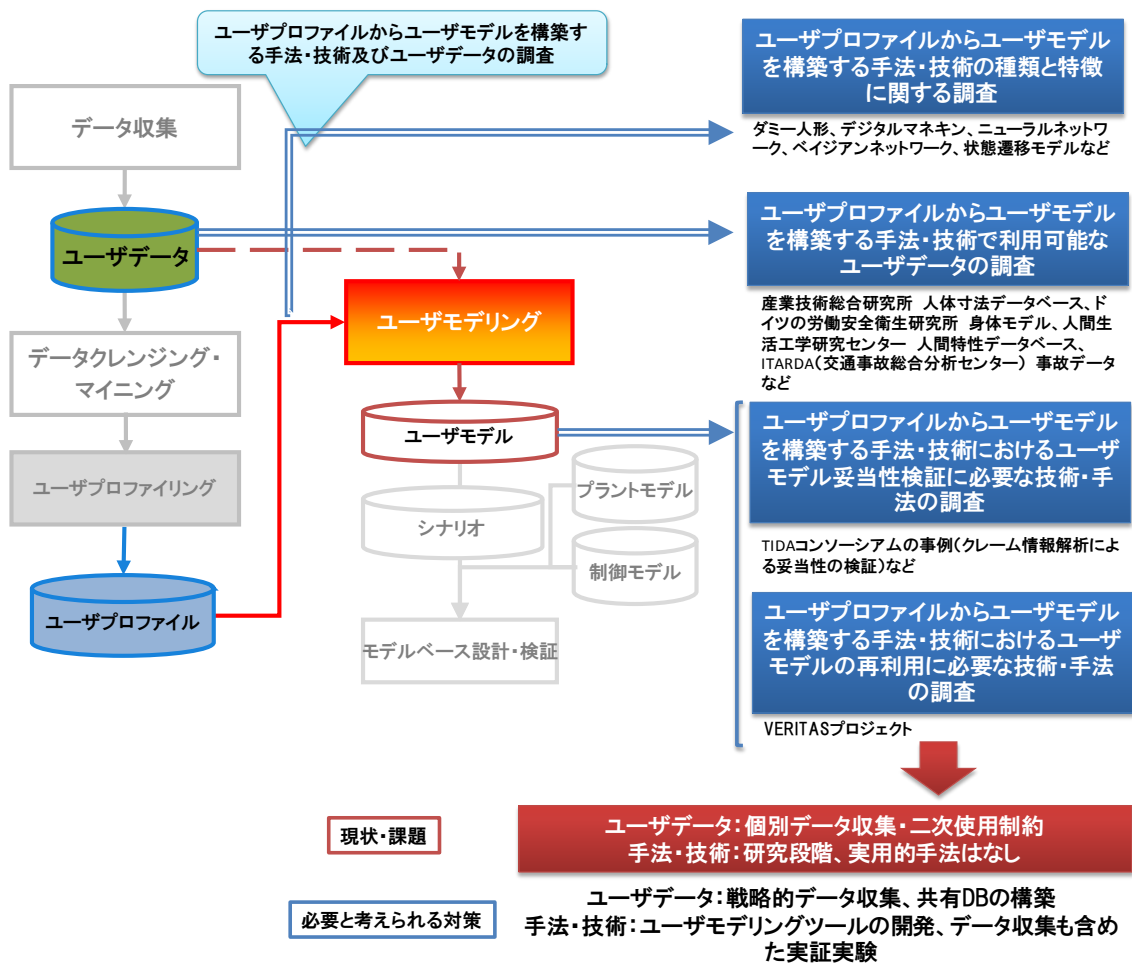 ユーザプロファイルからユーザモデルを構築す
る手法・技術及びユーザデータの調査
データ収集
ユーザデータ
データクレンジング・
マイニング
ユーザプロファイリング
ユーザプロファイル
ユーザモデリング
ユーザモデル
シナリオ
プラントモデル
制御モデル
モデルベース設計・検証
ユーザプロファイルからユーザモデル
を構築する手法・技術の種類と特徴
に関する調査
ダミー人形、デジタルマネキン、ニューラルネットワ
ーク、ベイジアンネットワーク、状態遷移モデルなど
ユーザプロファイルからユーザモデル
を構築する手法・技術で利用可能な
ユーザデータの調査
産業技術総合研究所 人体寸法データベース、ド
イツの労働安全衛生研究所 身体モデル、人間生
活工学研究センター 人間特性データベース、
ITARDA(交通事故総合分析センター) 事故データ
など
ユーザプロファイルからユーザモデル
を構築する手法・技術におけるユーザ
モデル妥当性検証に必要な技術・手
法の調査
TIDAコンソーシアムの事例(クレーム情報解析によ
る妥当性の検証)など
ユーザプロファイルからユーザモデル
を構築する手法・技術におけるユーザ
モデルの再利用に必要な技術・手法
の調査
VERITASプロジェクト
現状・課題
ユーザデータ：個別データ収集・二次使用制約
手法・技術：研究段階、実用的手法はなし
必要と考えられる対策
ユーザデータ：戦略的データ収集、共有DBの構築
手法・技術：ユーザモデリングツールの開発、データ収集も含め
た実証実験